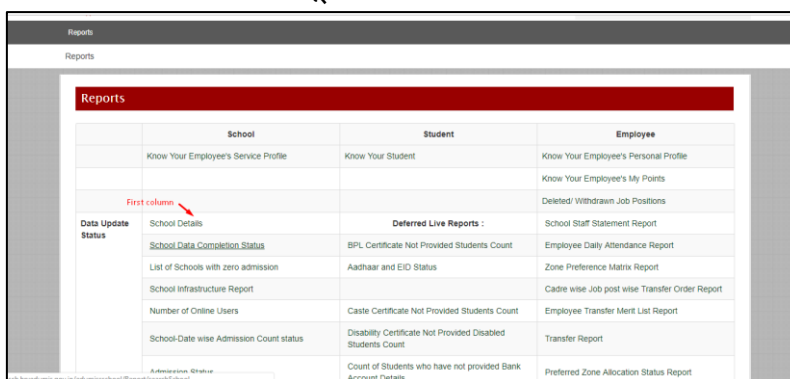 Reports
Reports
Reports
School Student Employee
Know Your Employee's Service Profile Know Your Student Know Your Employee's Personal Profile
Know Your Employee's My Points
Deleted/ Withdrawn Job Positions
First column
Data Update Status School Details Deferred Live Reports : School Staff Statement Report
School Data Completion Status BPL Certificate Not Provided Students Count Employee Daily Attendance Report
List of Schools with zero admission Aadhaar and EID Status Zone Preference Matrix Report
School Infrastructure Report Cadre wise Job post wise Transfer Order Report
Number of Online Users Caste Certificate Not Provided Students Count Employee Transfer Merit List Report
School-Date wise Admission Count status Disability Certificate Not Provided Disabled Students Count Transfer Report
Admission Status Count of Students who have not provided Bank Account Details Preferred Zone Allocation Status Report